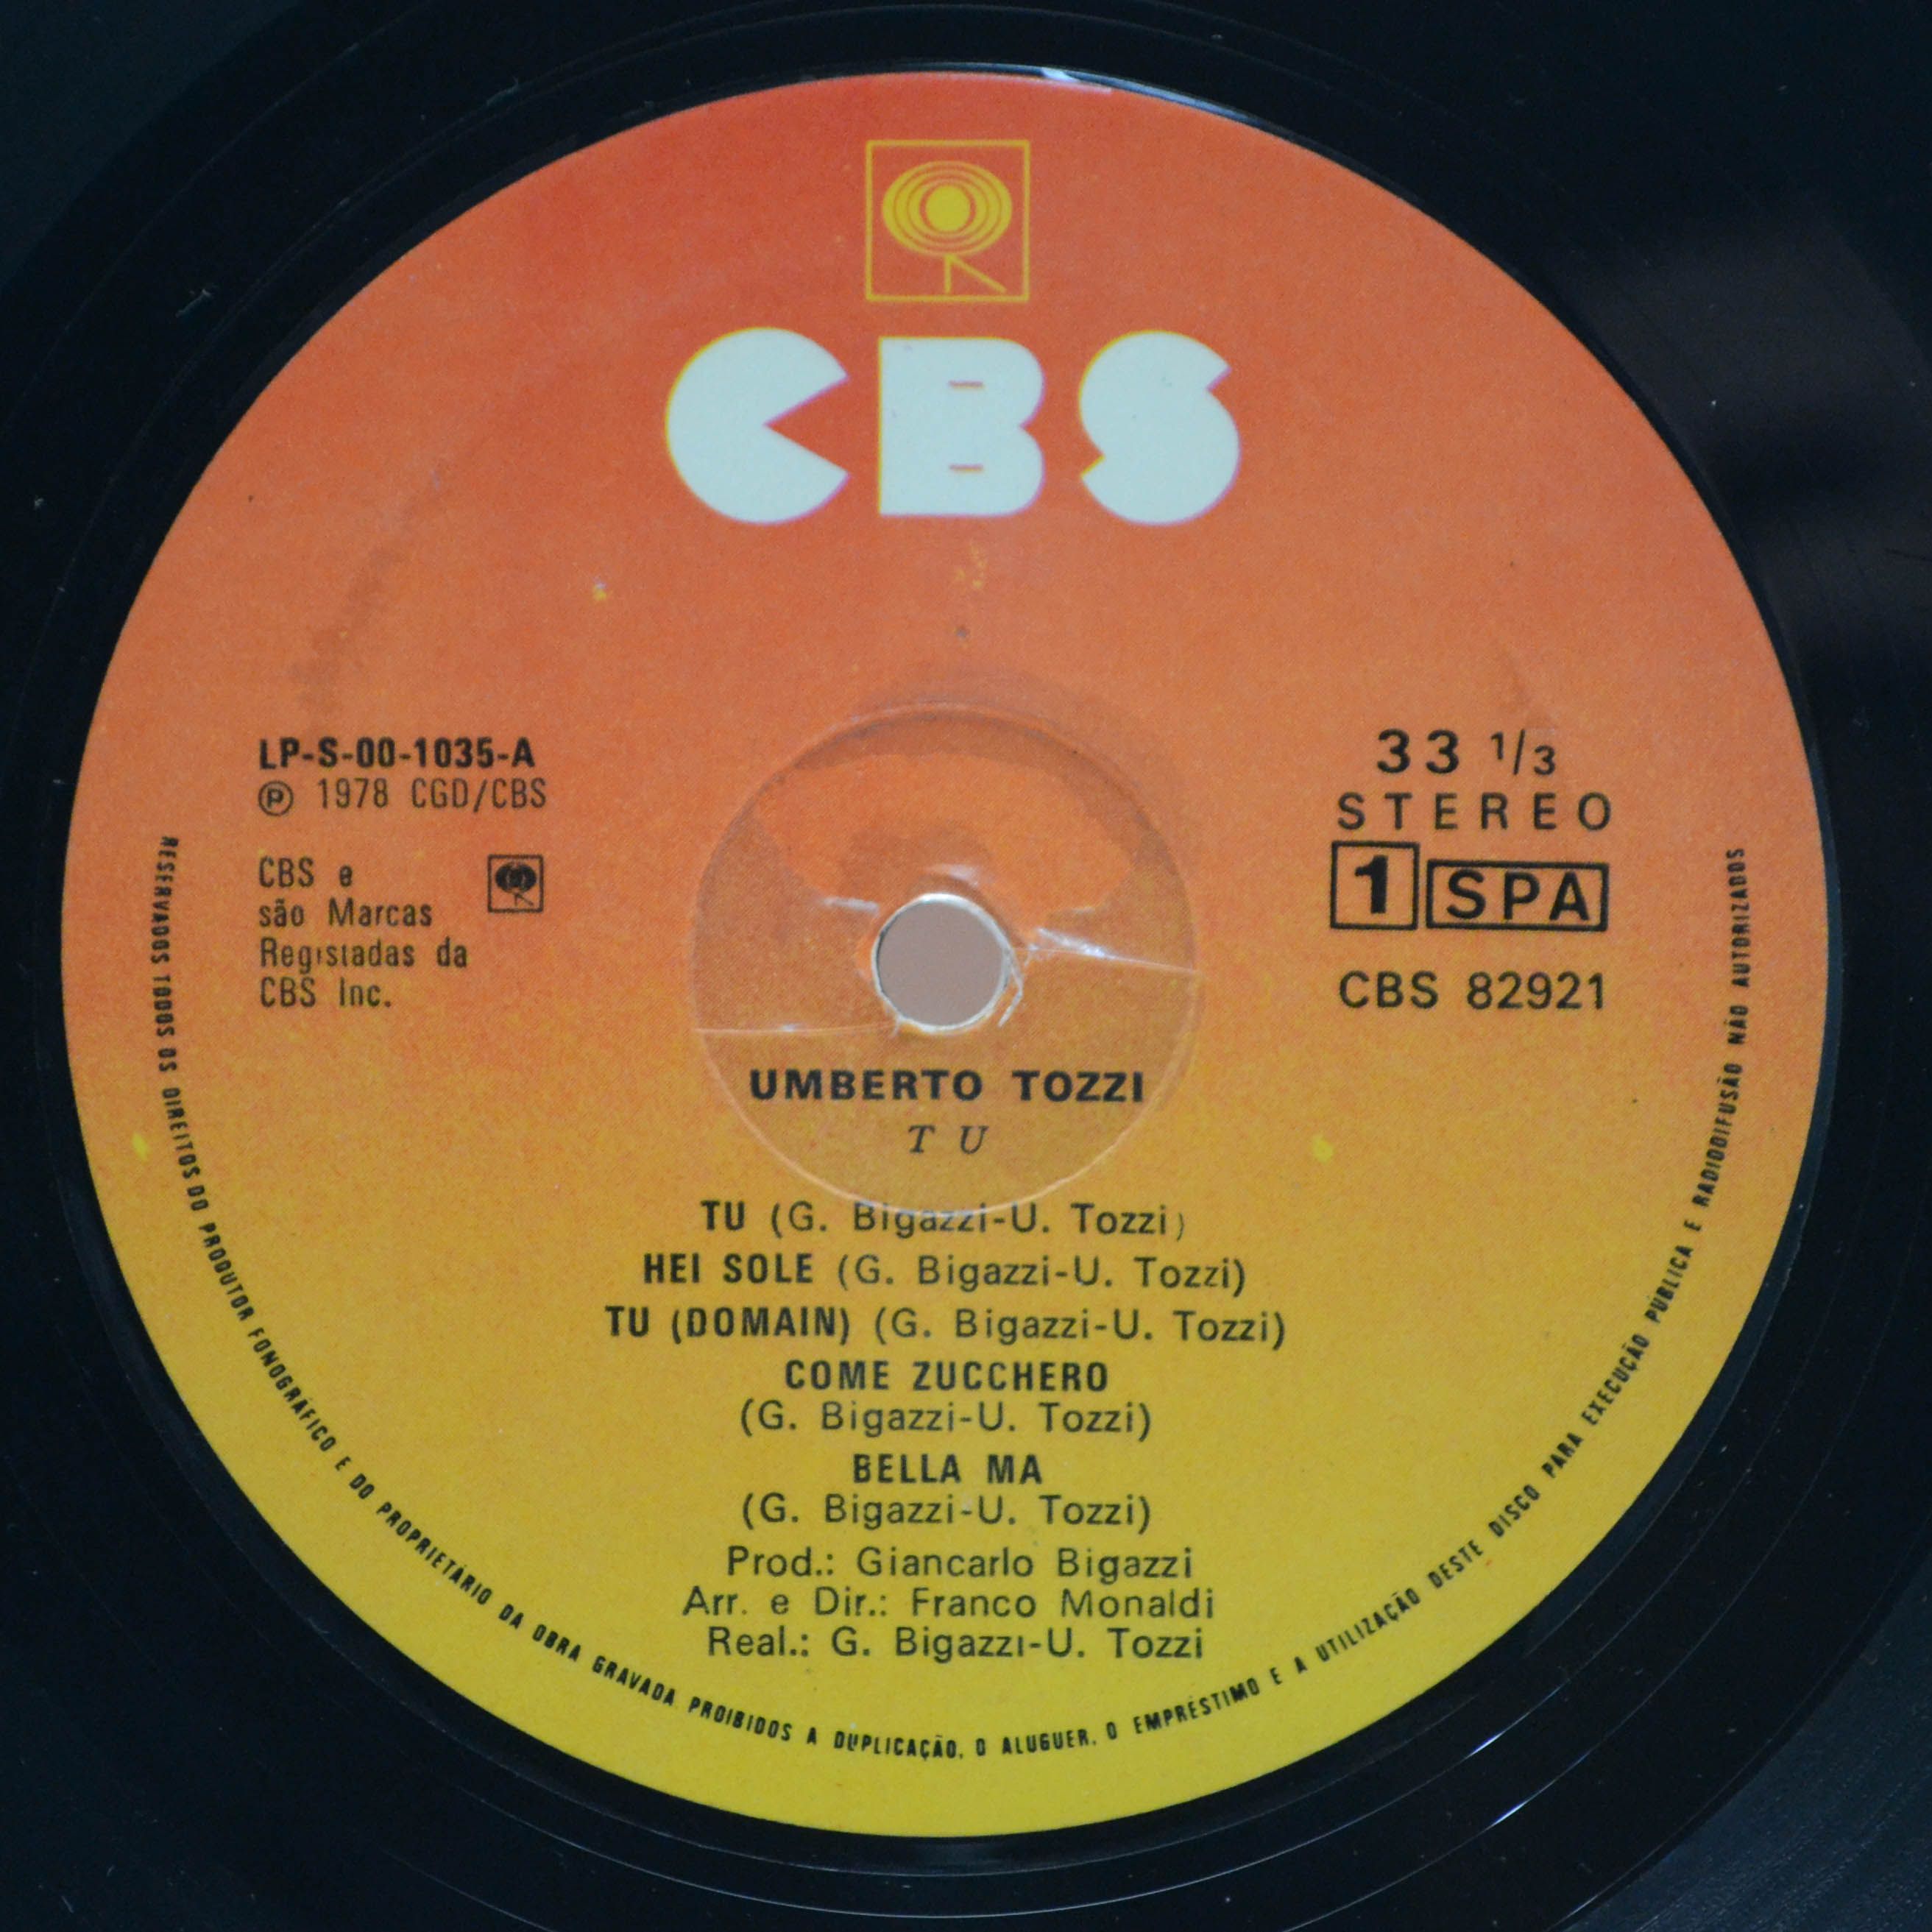 CBS
LP-S-00-1035-A
Ⓟ 1978 CGD/CBS
CBS e
são Marcas
Registadas da
CBS Inc.
33 1/3
STEREO
1 SPA
CBS 82921
UMBERTO TOZZI
TU
TU (G. Bigazzi-U. Tozzi)
HEI SOLE (G. Bigazzi-U. Tozzi)
TU (DOMAIN) (G. Bigazzi-U. Tozzi)
COME ZUCCHERO
(G. Bigazzi-U. Tozzi)
BELLA MA
(G. Bigazzi-U. Tozzi)
Prod.: Giancarlo Bigazzi
Arr. e Dir.: Franco Monaldi
Real.: G. Bigazzi-U. Tozzi
RESERVADOS TODOS OS DIREITOS DO PRODUTOR FONOGRÁFICO E DO PROPRIETÁRIO DA OBRA GRAVADA PROIBIDOS A DUPLICAÇÃO, O ALUGUER, O EMPRÉSTIMO E A UTILIZAÇÃO DESTE DISCO PARA EXECUÇÃO PÚBLICA E RADIODIFUSÃO NÃO AUTORIZADOS